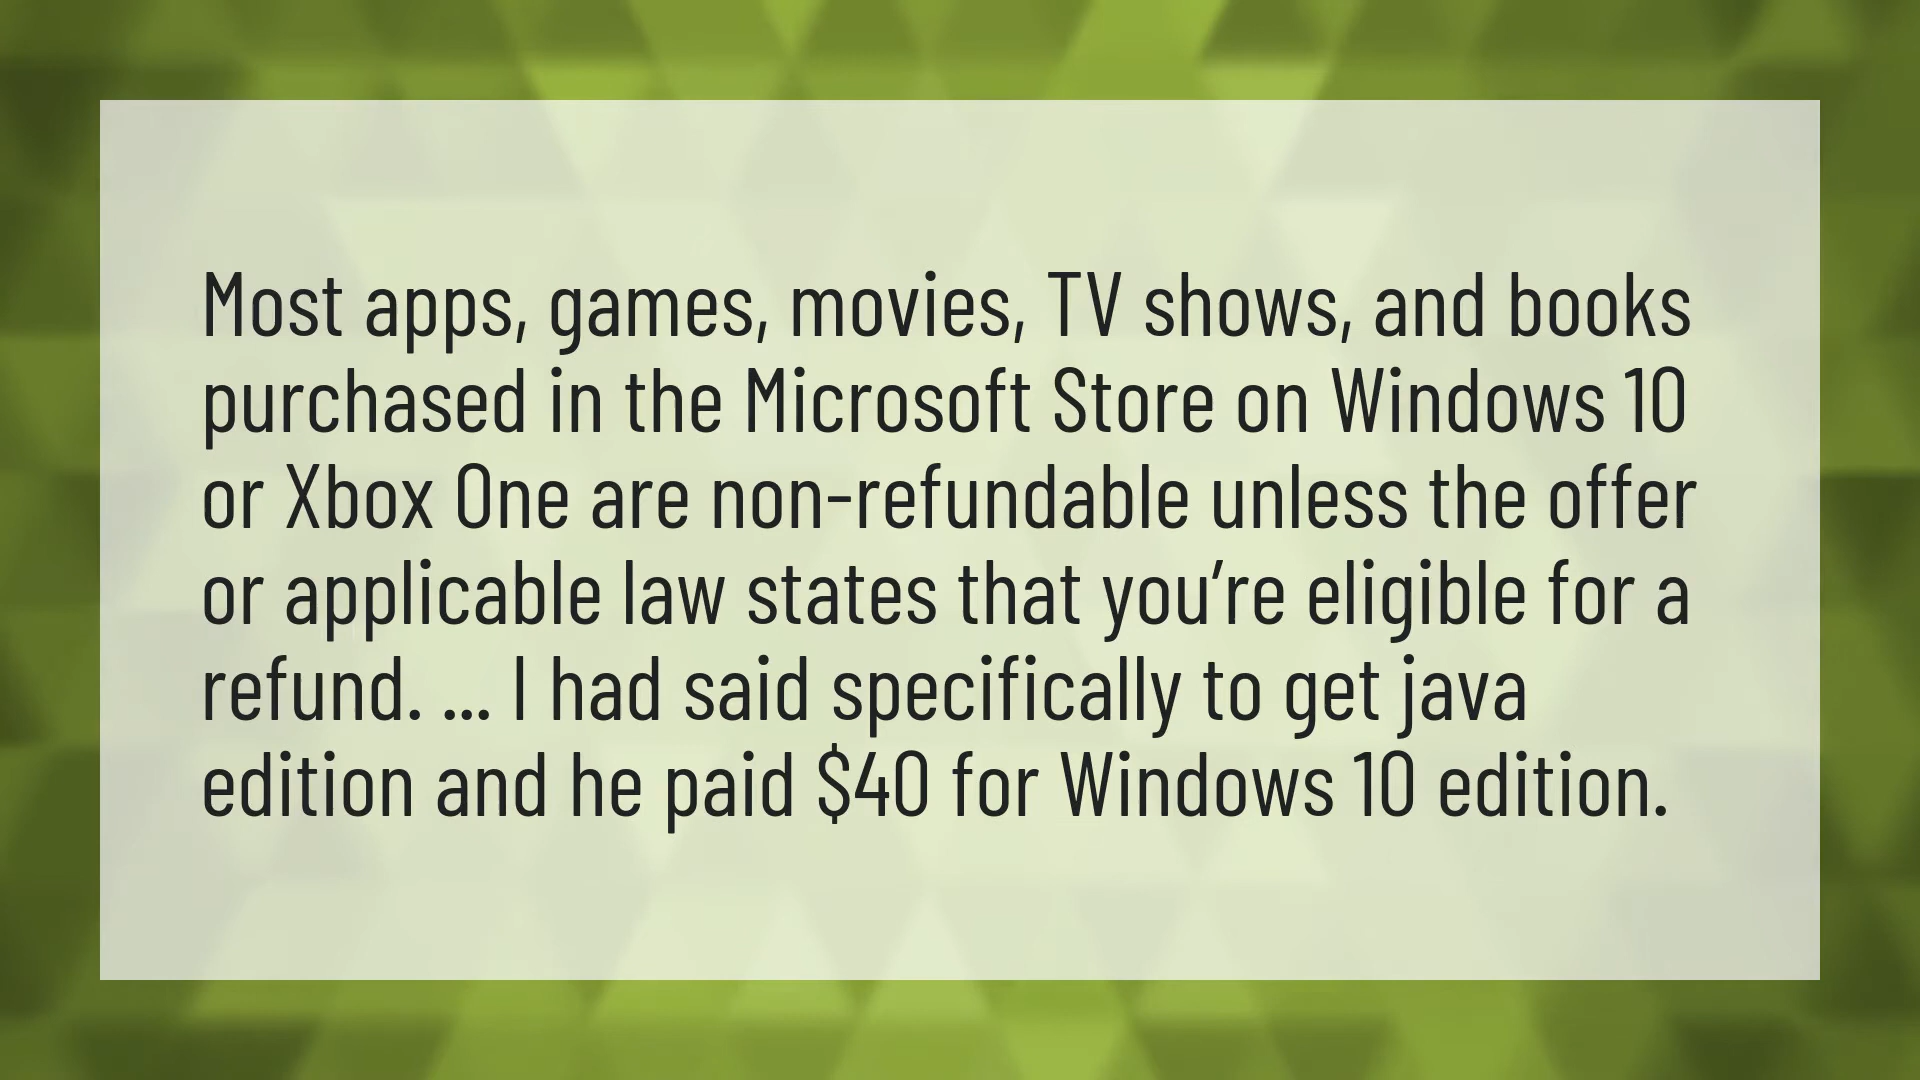 Most apps, games, movies, TV shows, and books
purchased in the Microsoft Store on Windows 10
or Xbox One are non-refundable unless the offer
or applicable law states that you’re eligible for a
refund. ... I had said specifically to get java
edition and he paid $40 for Windows 10 edition.